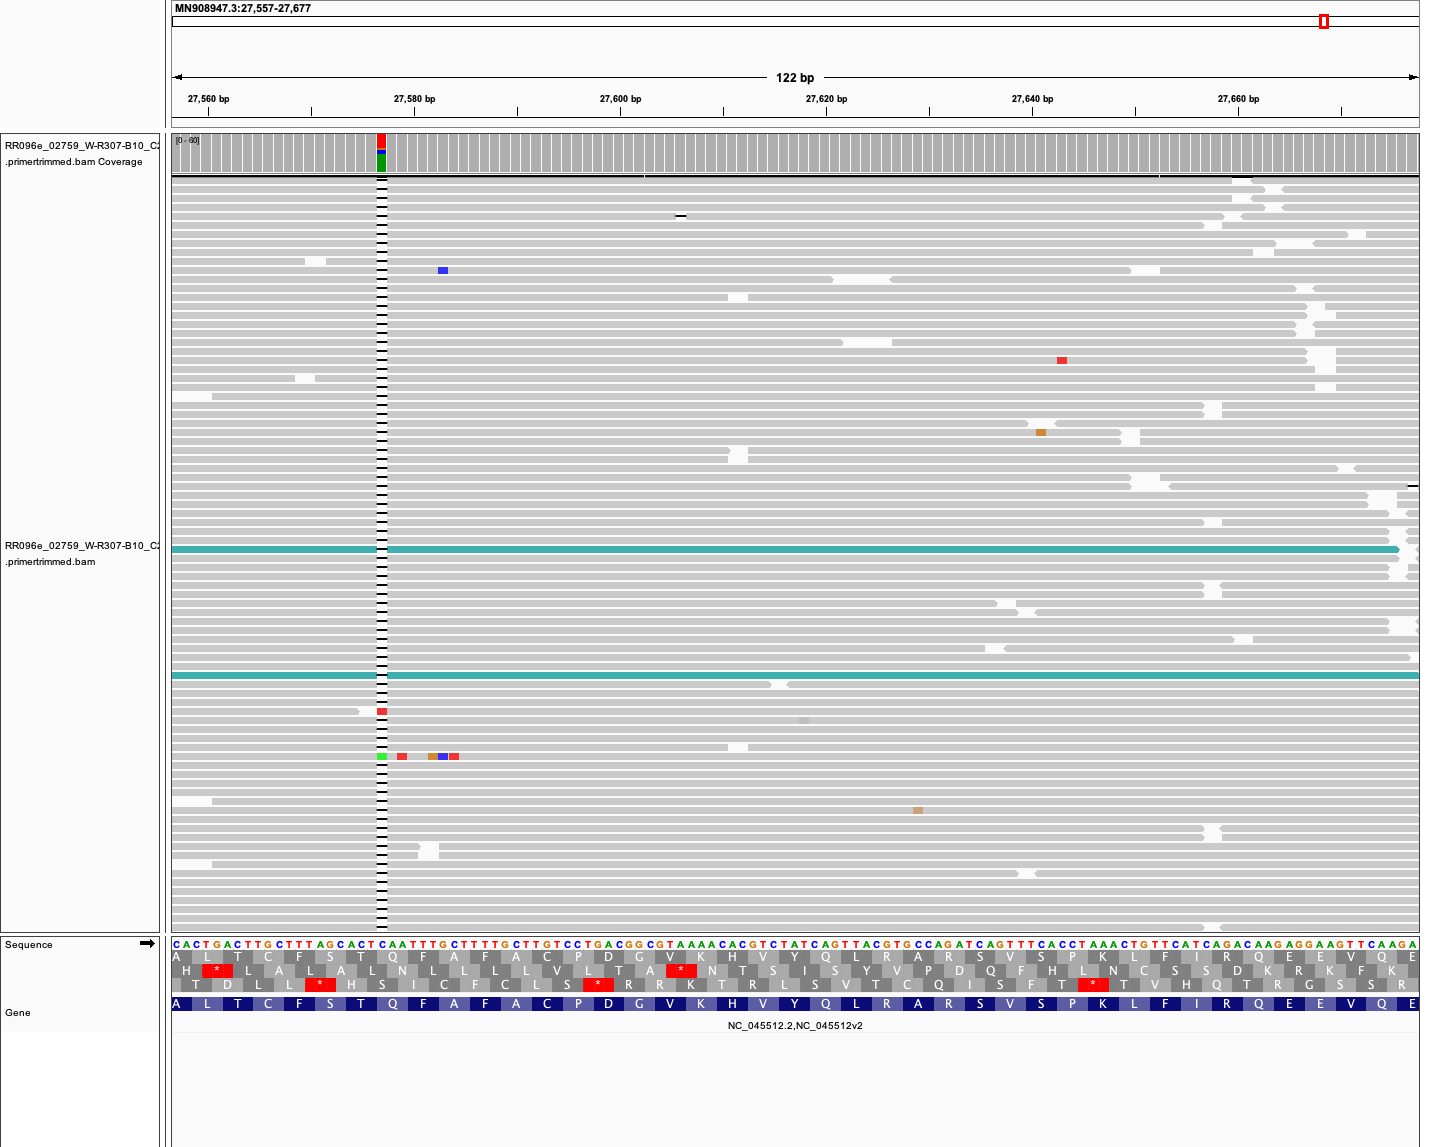 MN908947.3:27,557-27,677
122 bp
27,560 bp 27,580 bp 27,600 bp 27,620 bp 27,640 bp 27,660 bp
RR096e_02759_W-R307-B10_C
.primertrimmed.bam Coverage
[0 - 60]
RR096e_02759_W-R307-B10_C
.primertrimmed.bam
Sequence
CACTGACTTGCTTTAGCACTCAATTTGCTTTTGCTTGTCCTGACGGCGTAAAACACGTCTATCAGTTACGTGCCAGATCAGTTTCACCTAAACTGTTCATCAGACAAGAGGAAGTTCAAGA
A L T C F S T Q F A F A C P D G V K H V Y Q L R A R S V S P K L F I R Q E E V Q E
H * L A L A L N L L L L V L T A * N T S I S Y V P D Q F H L N C S S D K R K F K
T D L L * H S I C F C L S * R R K T R L S V T C Q I S F T * T V H Q T R G S S R
Gene
A L T C F S T Q F A F A C P D G V K H V Y Q L R A R S V S P K L F I R Q E E V Q E
NC_045512.2,NC_045512v2